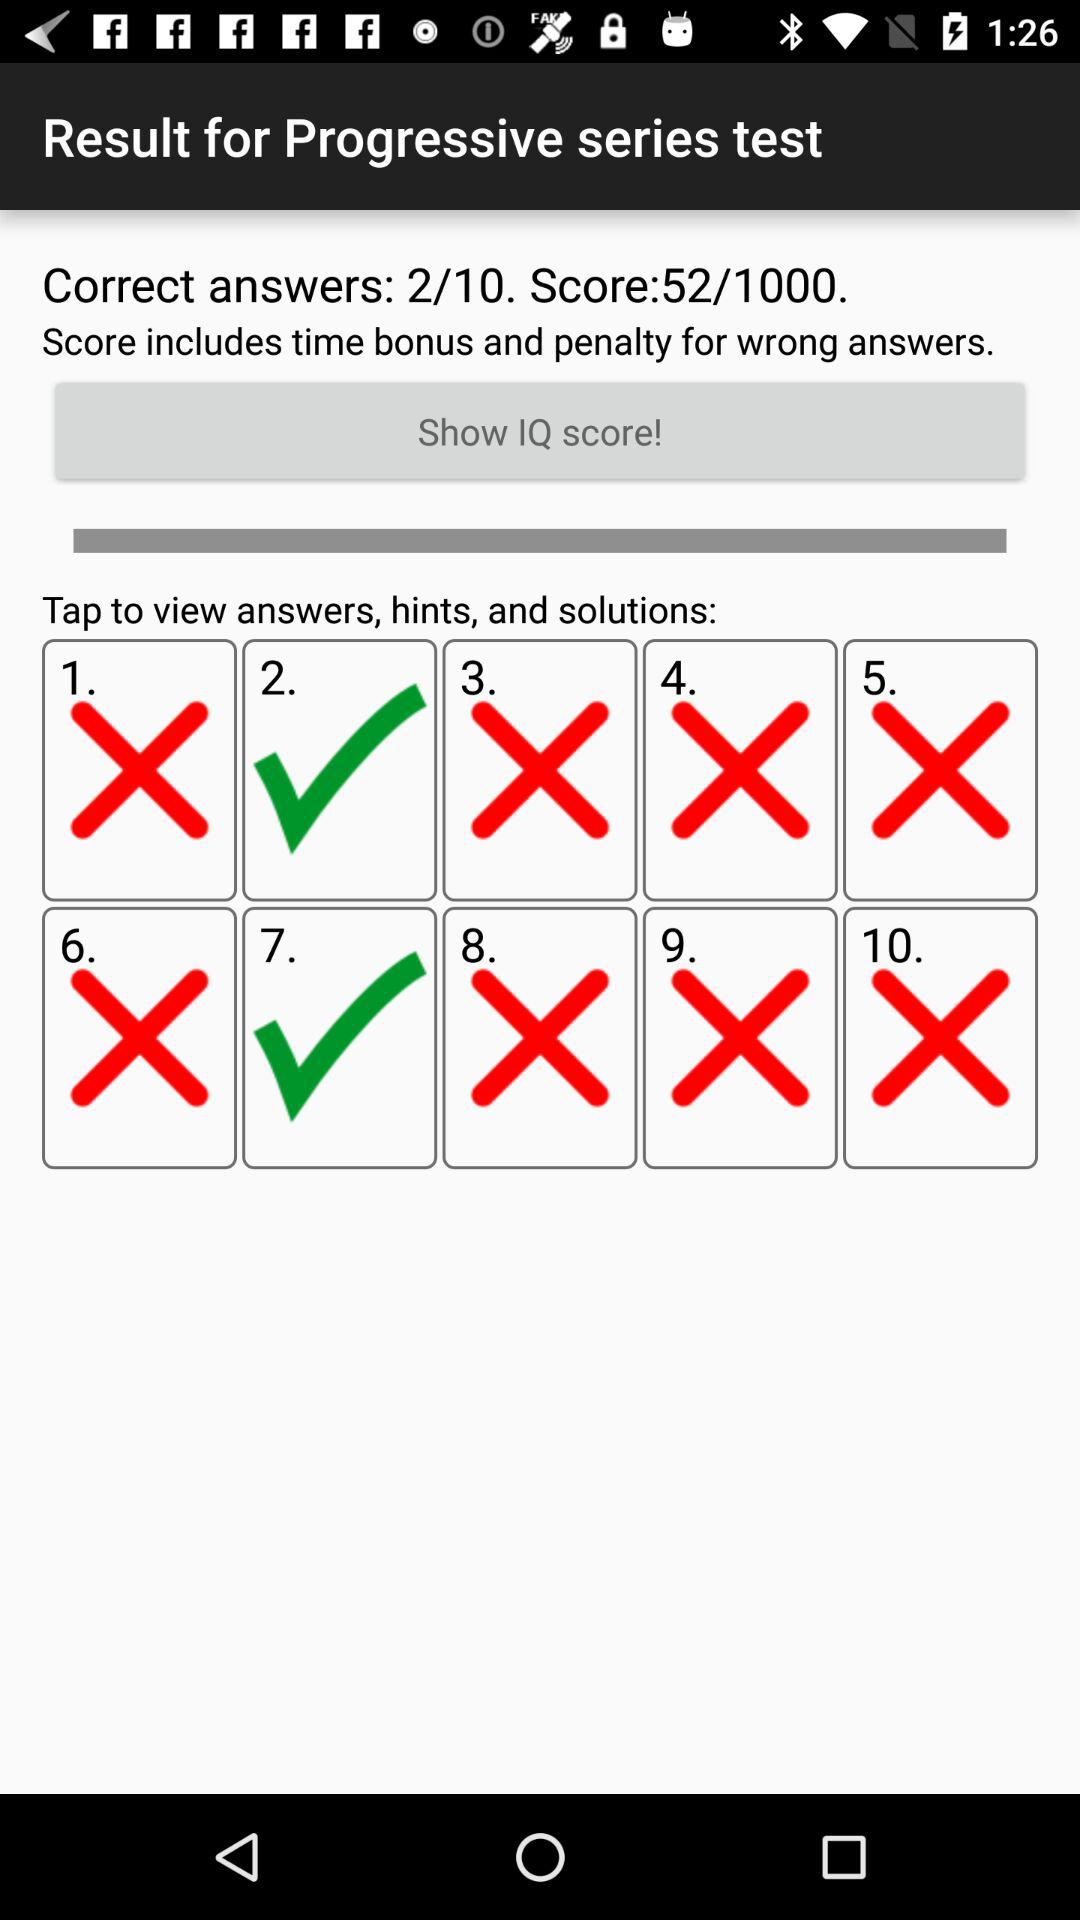 FAKE
1:26
Result for Progressive series test
Correct answers: 2/10. Score:52/1000.
Score includes time bonus and penalty for wrong answers.
Show IQ score!
Tap to view answers, hints, and solutions:
1. 2. 3. 4. 5.
6. 7. 8. 9. 10.